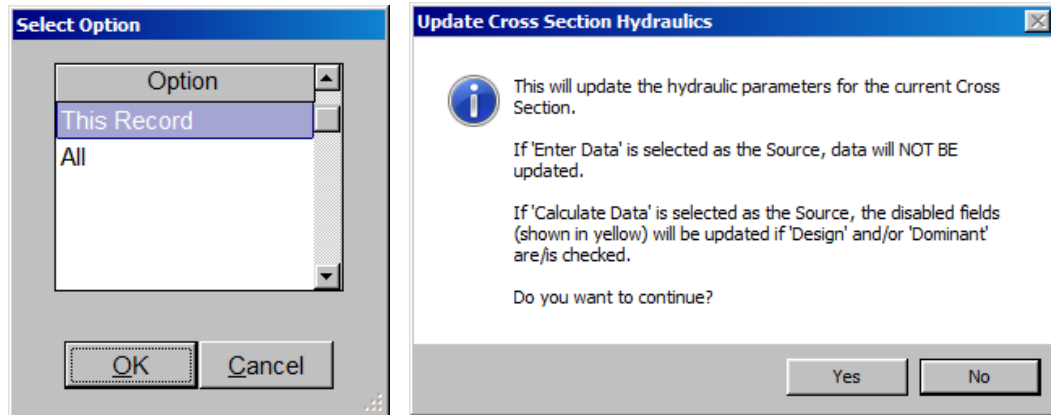 Select Option
Option
This Record
All
OK
Cancel
Update Cross Section Hydraulics
This will update the hydraulic parameters for the current Cross
Section.
If 'Enter Data' is selected as the Source, data will NOT BE
updated.
If 'Calculate Data' is selected as the Source, the disabled fields
(shown in yellow) will be updated if 'Design' and/or 'Dominant'
are/is checked.
Do you want to continue?
Yes
No